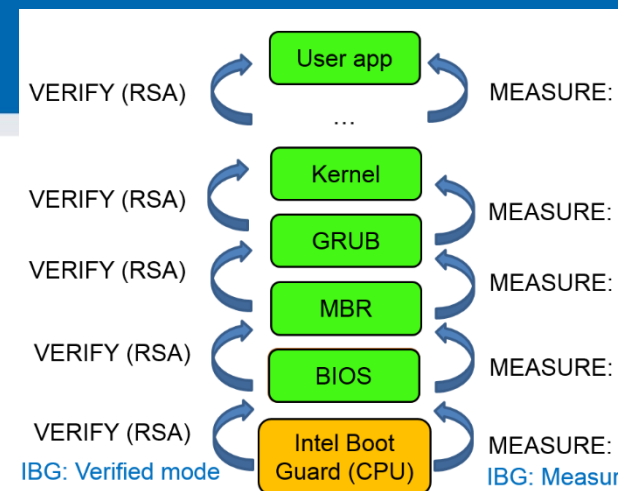 User app
VERIFY (RSA)
MEASURE:
...
Kernel
VERIFY (RSA)
MEASURE:
GRUB
VERIFY (RSA)
MEASURE:
MBR
VERIFY (RSA)
MEASURE:
BIOS
VERIFY (RSA)
MEASURE:
Intel Boot
Guard (CPU)
IBG: Verified mode
IBG: